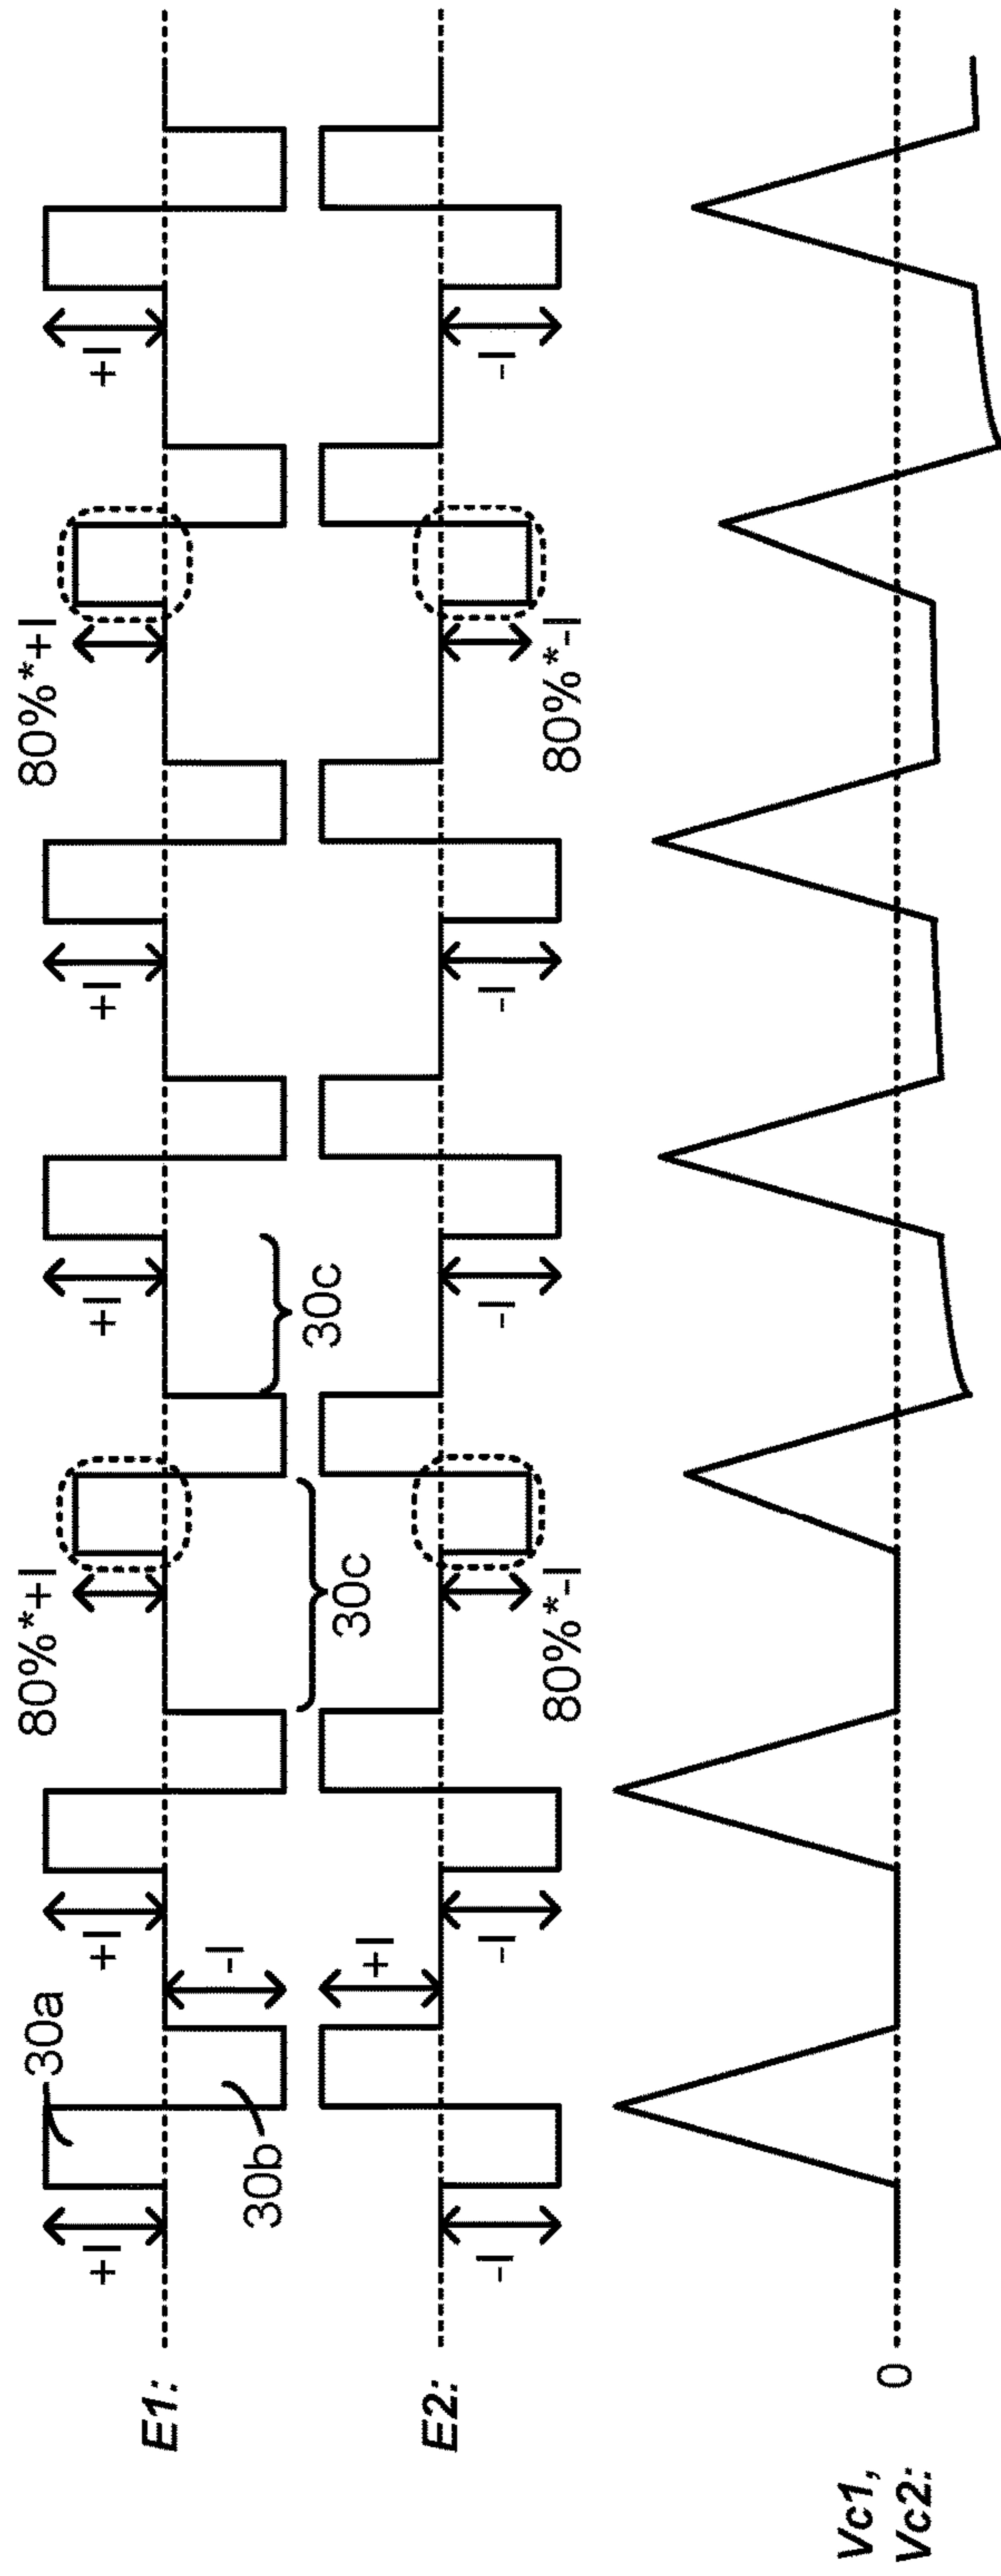 E1:
+I
30a
30b
-I
+I
80%*+I
30c
30c
+I
+I
80%*+I
+I
E2:
-I
+I
-I
80%*-I
-I
-I
80%*-I
-I
Vc1,
Vc2:
0